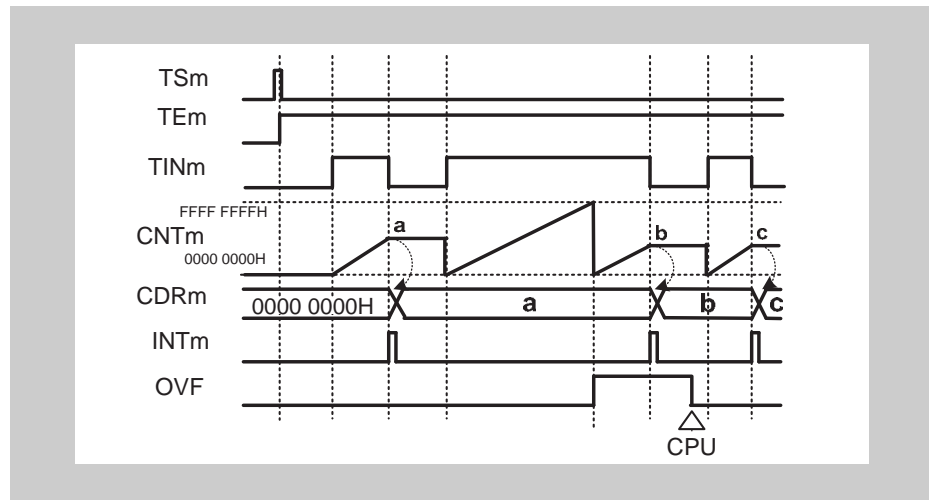 TSm
TEm
TINm
FFFF FFFFH
a
b
c
CNTm
0000 0000H
CDRm
0000 0000H
a
b
c
INTm
OVF
CPU